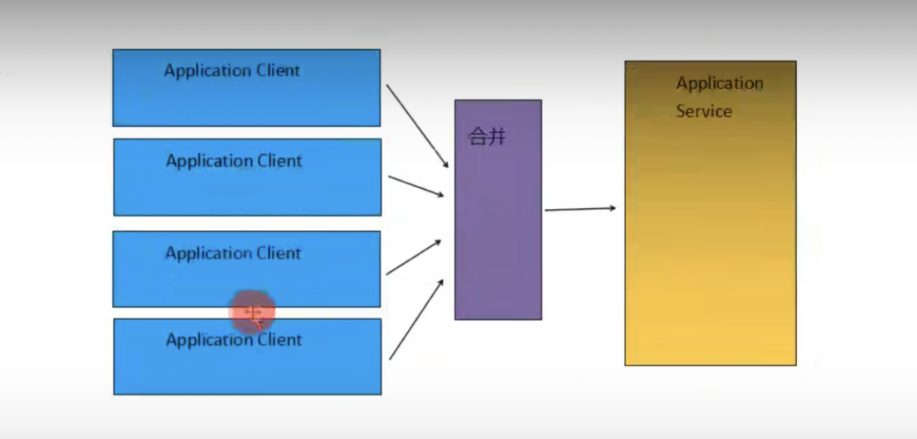 Application Client
Application Client
Application Client
Application Client
合并
Application
Service